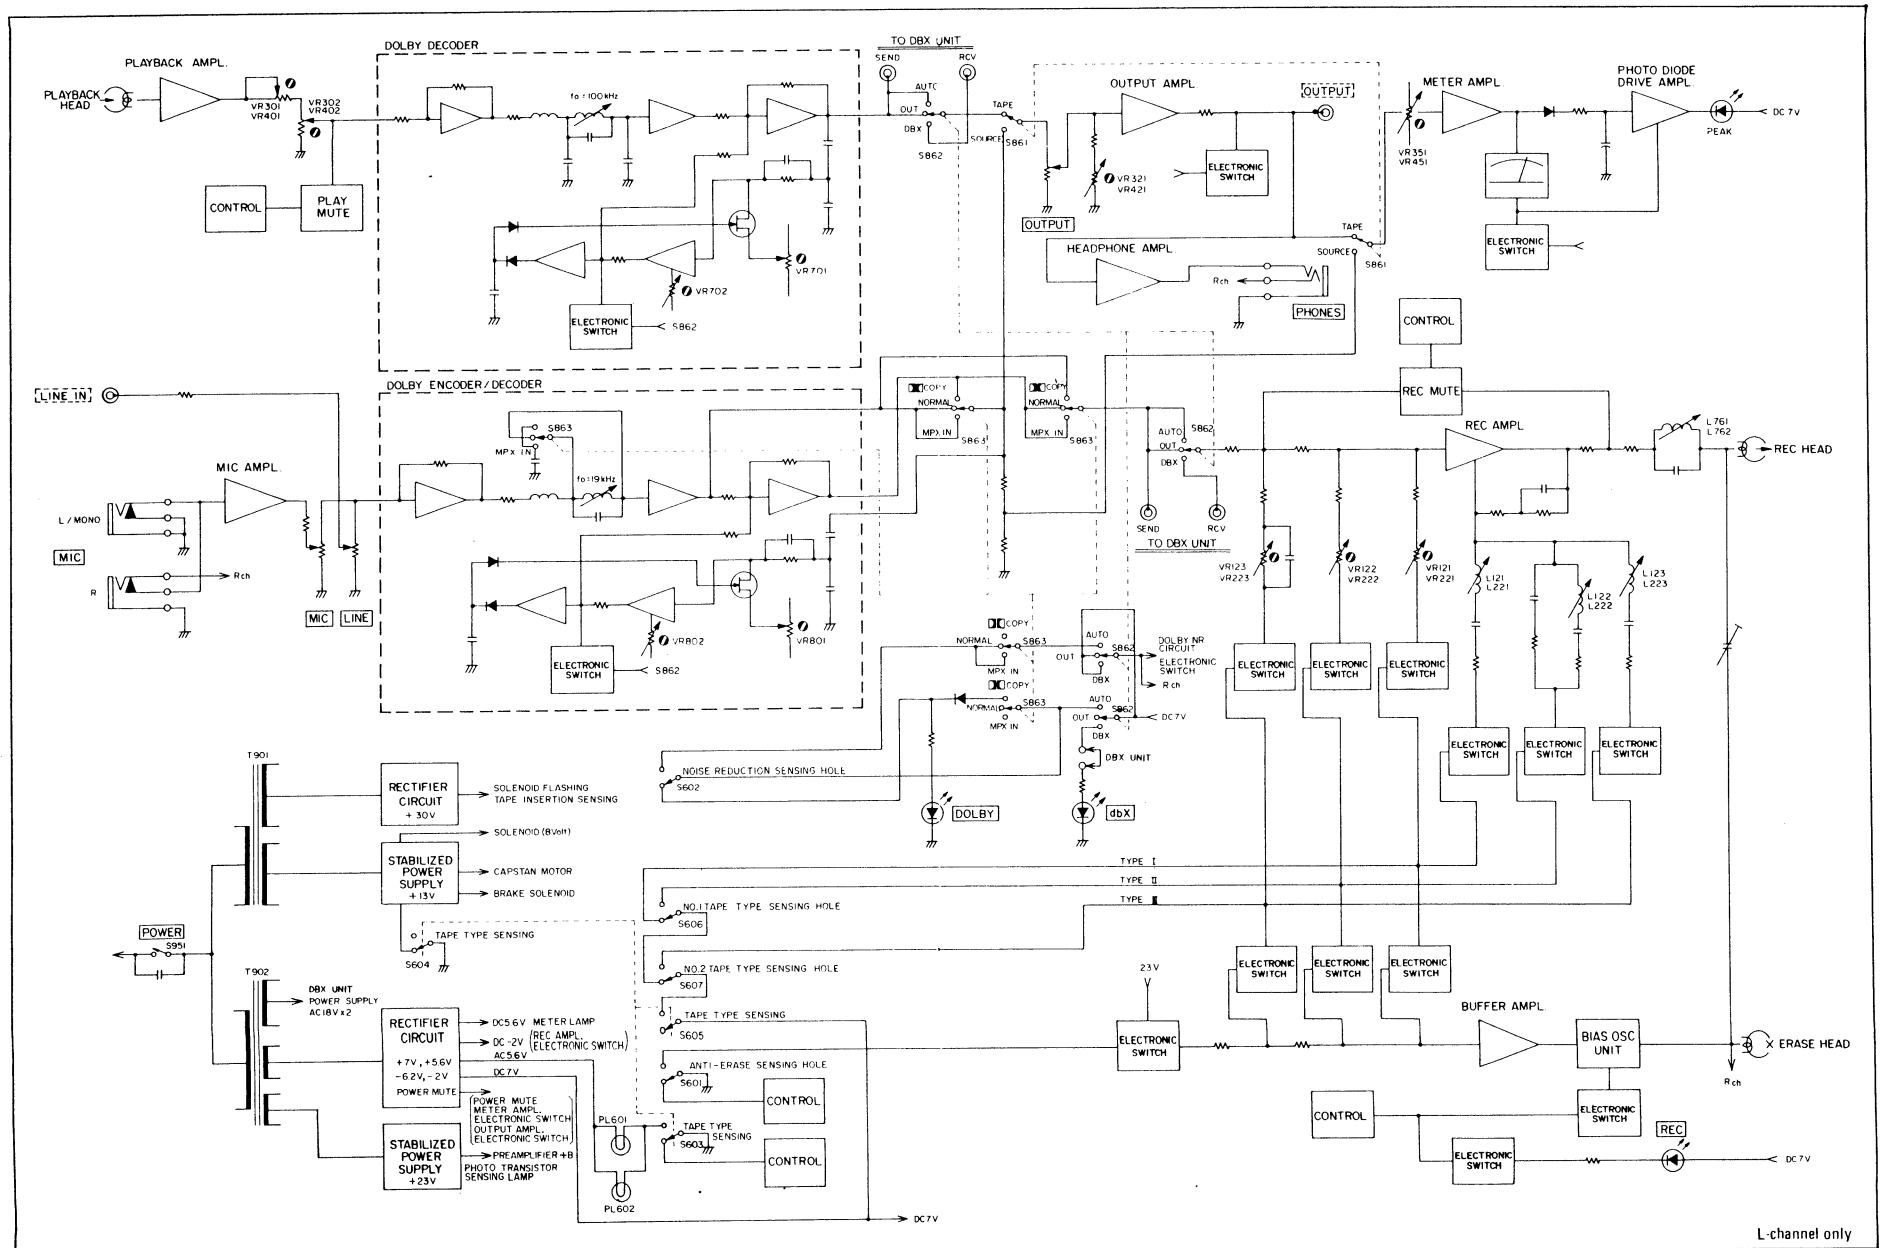 DOLBY DECODER
TO DBX UNIT
SEND
RCV
PLAYBACK AMPL.
PLAYBACK
HEAD
VR301
VR401
VR302
VR402
fo=100kHz
AUTO
OUT
DBX
S862
TAPE
SOURCE
S861
OUTPUT AMPL.
OUTPUT
METER AMPL.
PHOTO DIODE
DRIVE AMPL.
DC 7V
PEAK
VR351
VR451
ELECTRONIC
SWITCH
VR321
VR421
CONTROL
PLAY
MUTE
OUTPUT
HEADPHONE AMPL.
TAPE
SOURCE
S861
ELECTRONIC
SWITCH
VR701
VR702
Rch
PHONES
ELECTRONIC
SWITCH
S862
CONTROL
DOLBY ENCODER/DECODER
LINE IN
COPY
NORMAL
MPX IN
S863
COPY
NORMAL
MPX IN
S863
REC MUTE
S863
MPX IN
AUTO
S862
OUT
DBX
REC AMPL.
L761
L762
REC HEAD
MIC AMPL.
fo=19kHz
L/MONO
MIC
SEND
RCV
TO DBX UNIT
R
Rch
VR123
VR223
VR122
VR222
VR121
VR221
L121
L221
L122
L222
L123
L223
MIC
LINE
VR802
VR801
COPY
NORMAL
S863
MPX IN
AUTO
OUT
S862
DBX
DOLBY NR
CIRCUIT
ELECTRONIC
SWITCH
Rch
ELECTRONIC
SWITCH
S862
ELECTRONIC
SWITCH
ELECTRONIC
SWITCH
ELECTRONIC
SWITCH
COPY
NORMAL
S863
MPX IN
AUTO
S862
OUT
DBX
DC7V
ELECTRONIC
SWITCH
ELECTRONIC
SWITCH
ELECTRONIC
SWITCH
T901
DBX UNIT
NOISE REDUCTION SENSING HOLE
S602
RECTIFIER
CIRCUIT
+30V
SOLENOID FLASHING
TAPE INSERTION SENSING
DOLBY
dbX
SOLENOID (8Volt)
STABILIZED
POWER
SUPPLY
+13V
CAPSTAN MOTOR
BRAKE SOLENOID
TYPE I
TYPE II
TYPE
NO.1 TAPE TYPE SENSING HOLE
S606
POWER
S951
TAPE TYPE SENSING
S604
NO.2 TAPE TYPE SENSING HOLE
S607
23V
ELECTRONIC
SWITCH
ELECTRONIC
SWITCH
ELECTRONIC
SWITCH
T902
DBX UNIT
POWER SUPPLY
AC18V×2
TAPE TYPE SENSING
S605
BUFFER AMPL.
RECTIFIER
CIRCUIT
+7V, +5.6V
-6.2V, -2V
POWER MUTE
DC5.6V METER LAMP
DC -2V (REC AMPL.
ELECTRONIC SWITCH)
AC5.6V
DC7V
ELECTRONIC
SWITCH
BIAS OSC
UNIT
ERASE HEAD
ANTI-ERASE SENSING HOLE
S601
CONTROL
Rch
(POWER MUTE
METER AMPL.
ELECTRONIC SWITCH
OUTPUT AMPL.
ELECTRONIC SWITCH)
PL601
TAPE TYPE
SENSING
S603
CONTROL
CONTROL
ELECTRONIC
SWITCH
STABILIZED
POWER
SUPPLY
+23V
PREAMPLIFIER +B
PHOTO TRANSISTOR
SENSING LAMP
PL602
ELECTRONIC
SWITCH
REC
DC7V
DC7V
L-channel only